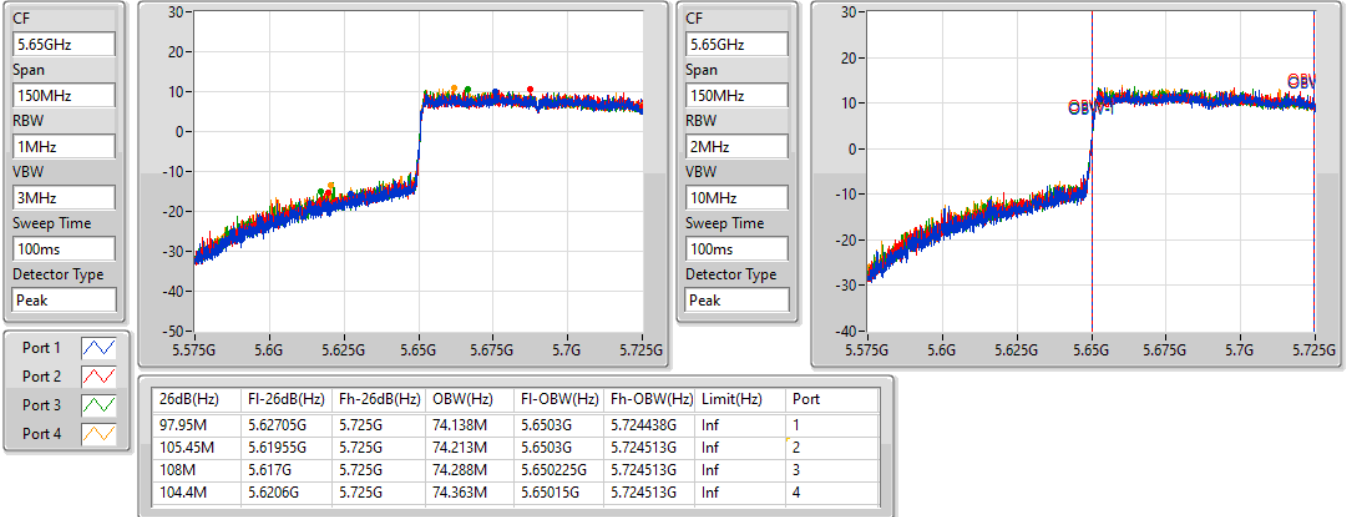 CF
5.65GHz
Span
150MHz
RBW
1MHz
VBW
3MHz
Sweep Time
100ms
Detector Type
Peak
30
20
10
0
-10
-20
-30
-40
-50
5.575G 5.6G 5.625G 5.65G 5.675G 5.7G 5.725G
CF
5.65GHz
Span
150MHz
RBW
2MHz
VBW
10MHz
Sweep Time
100ms
Detector Type
Peak
30
20
10
0
-10
-20
-30
-40
5.575G 5.6G 5.625G 5.65G 5.675G 5.7G 5.725G
OBW
Port 1
Port 2
Port 3
Port 4
26dB(Hz) Fl-26dB(Hz) Fh-26dB(Hz) OBW(Hz) Fl-OBW(Hz) Fh-OBW(Hz) Limit(Hz) Port
97.95M 5.62705G 5.725G 74.138M 5.6503G 5.724438G Inf 1
105.45M 5.61955G 5.725G 74.213M 5.6503G 5.724513G Inf 2
108M 5.617G 5.725G 74.288M 5.650225G 5.724513G Inf 3
104.4M 5.6206G 5.725G 74.363M 5.65015G 5.724513G Inf 4